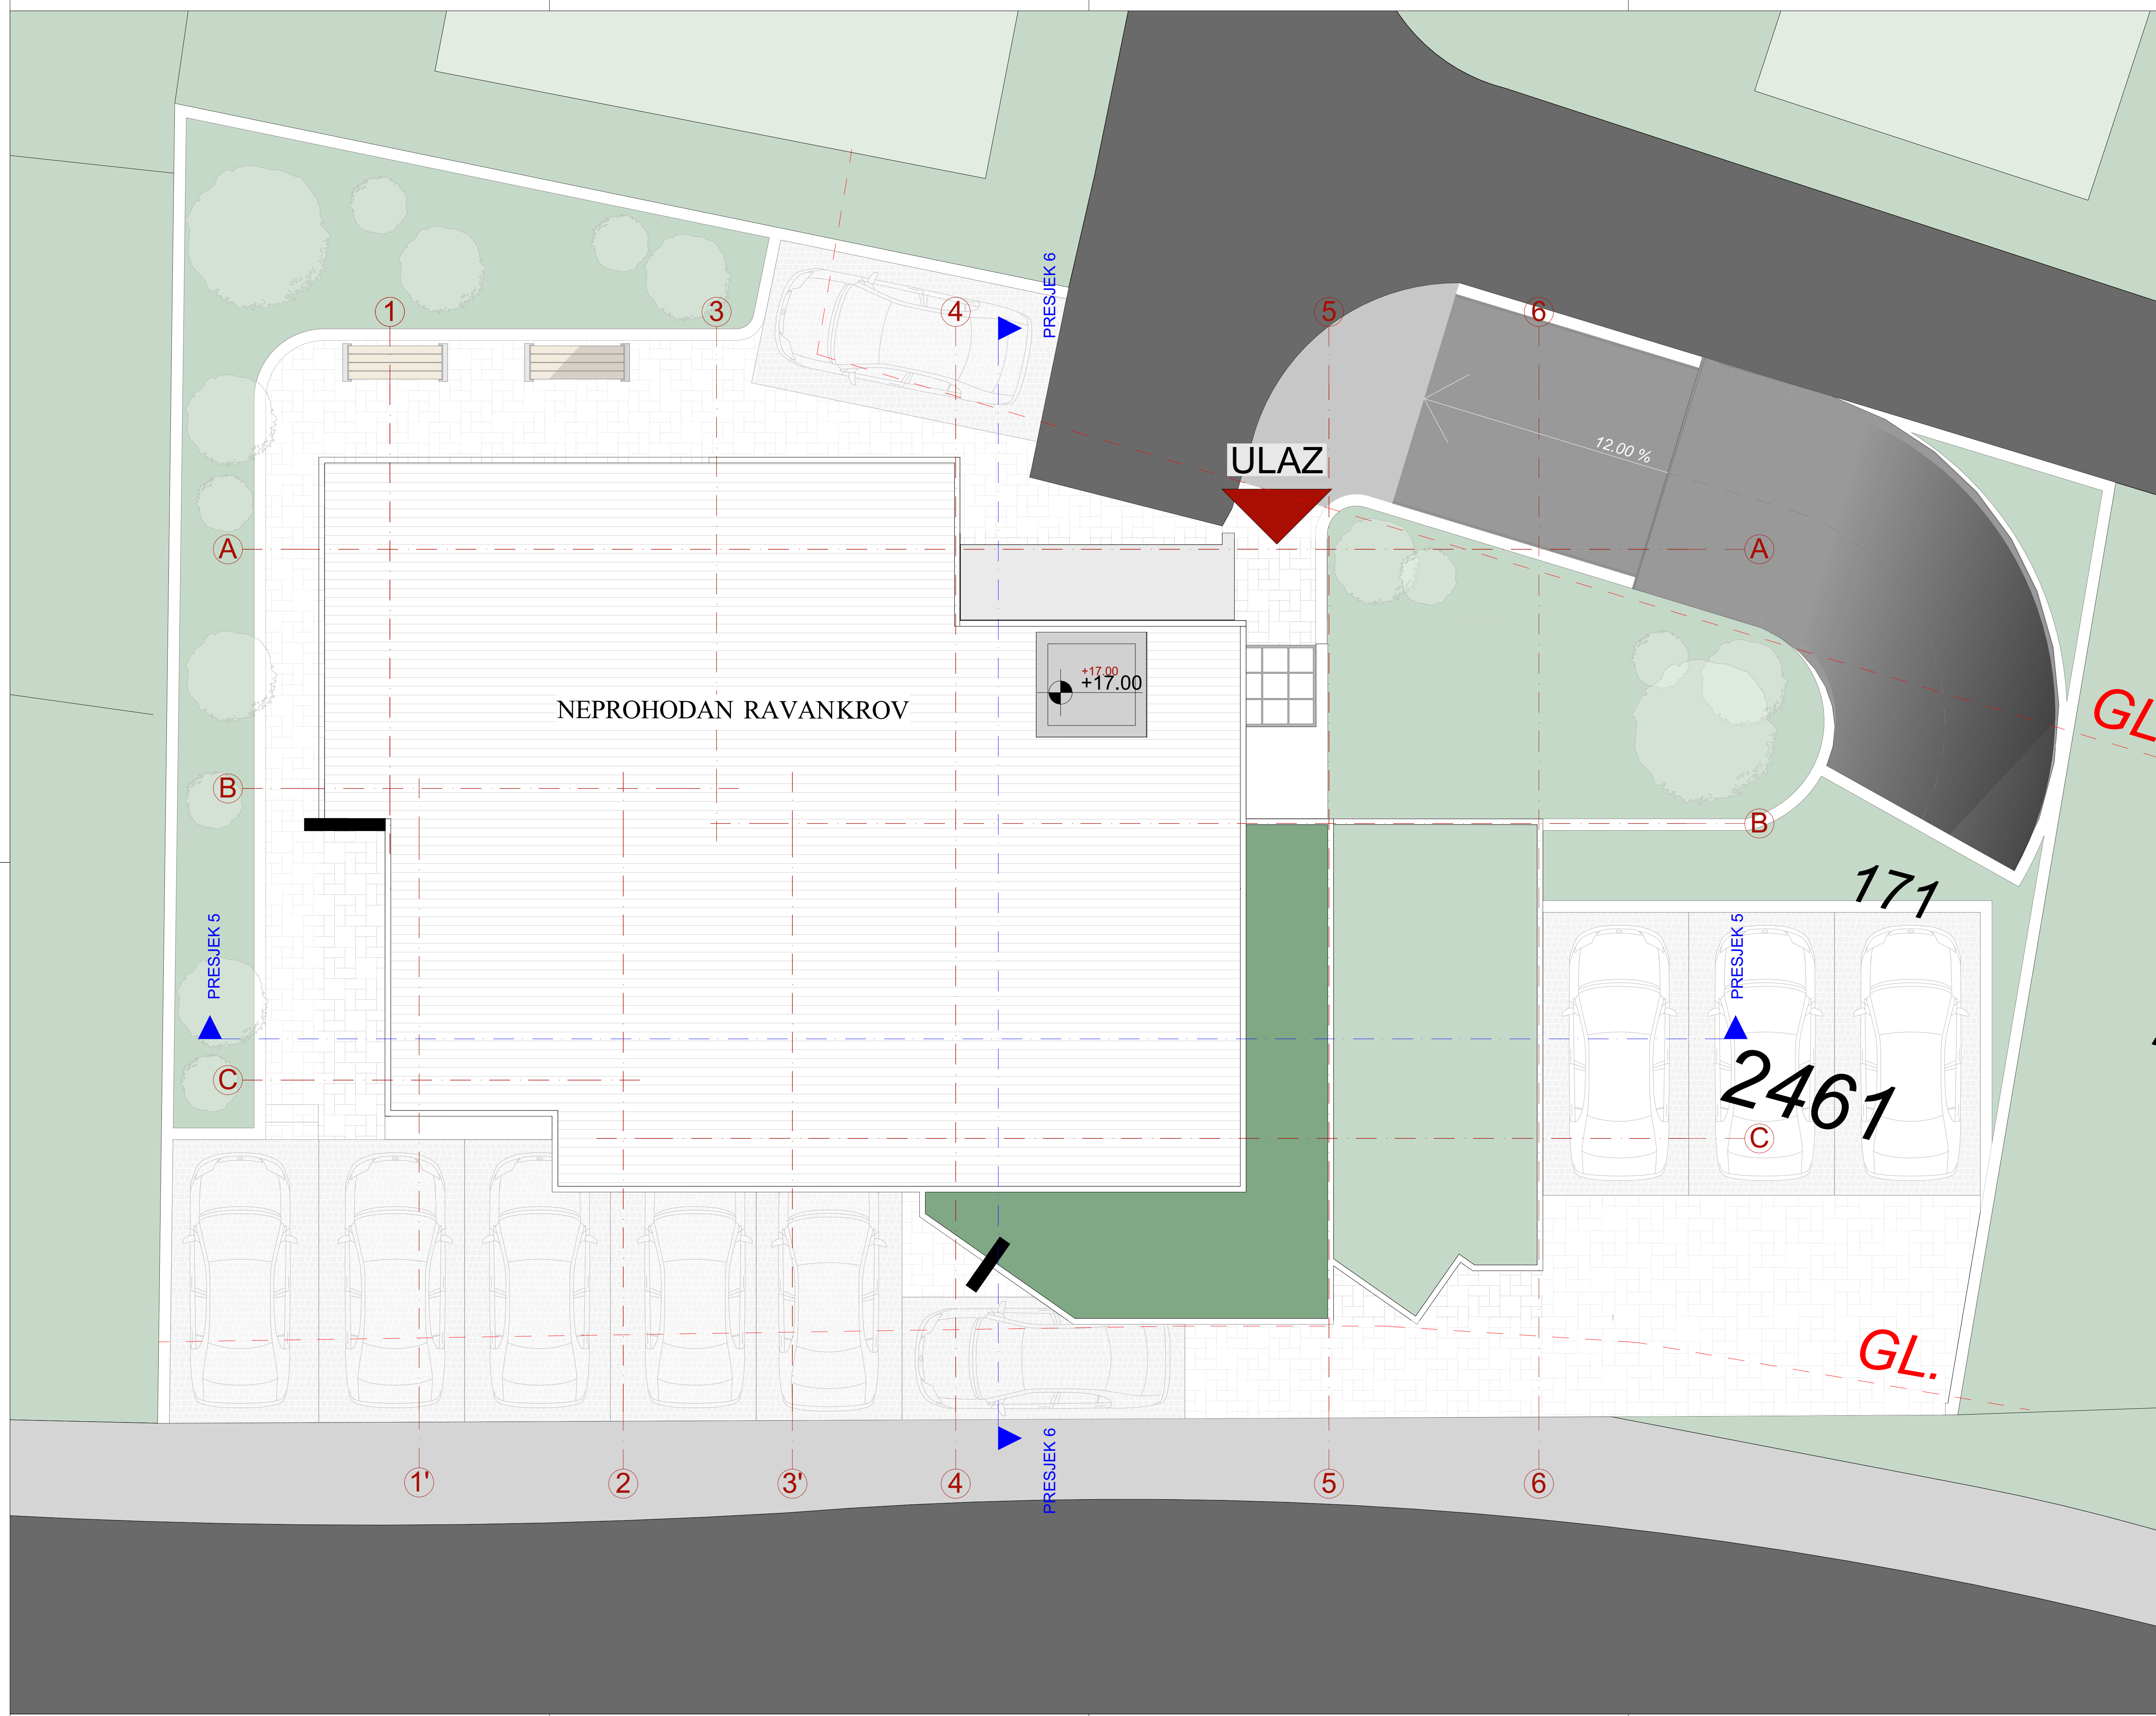 PRESJEK 6
1
3
4
5
6
ULAZ
12.00 %
A
A
+17.00
+17.00
NEPROHODAN RAVANKROV
GL.
B
B
171
PRESJEK 5
PRESJEK 5
2461
C
C
GL.
1'
2
3'
4
5
6
PRESJEK 6